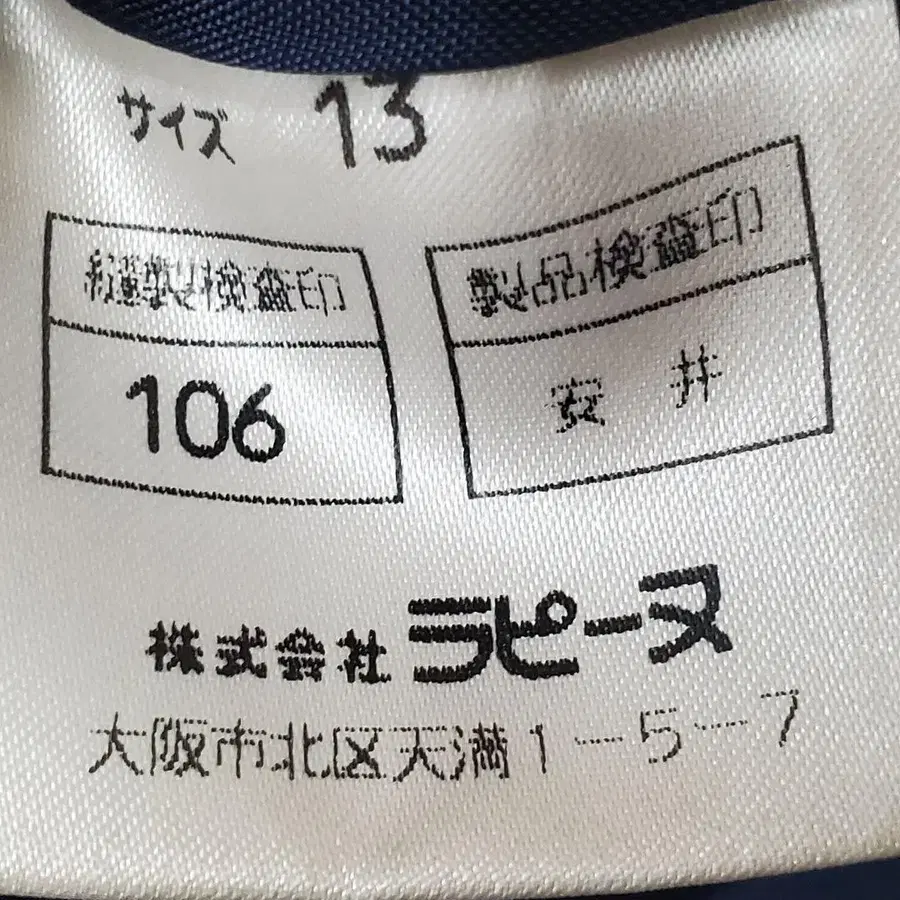 サイズ 13
縫製検査印 製品検査印
106 安井
株式会社ラピーヌ
大阪市北区天満1-5-7